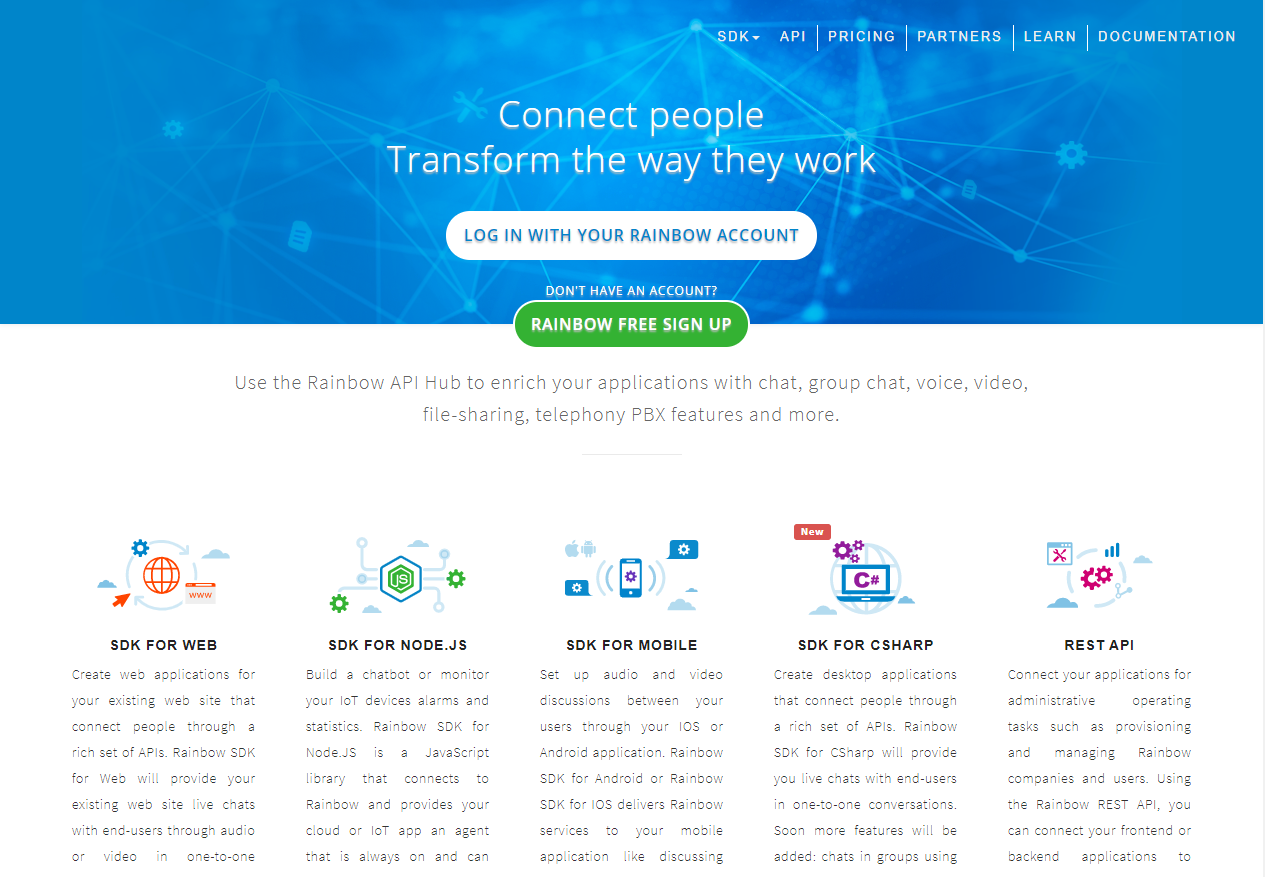 SDK API PRICING PARTNERS LEARN DOCUMENTATION
Connect people
Transform the way they work
LOG IN WITH YOUR RAINBOW ACCOUNT
DON'T HAVE AN ACCOUNT?
RAINBOW FREE SIGN UP
Use the Rainbow API Hub to enrich your applications with chat, group chat, voice, video,
file-sharing, telephony PBX features and more.
WWW
SDK FOR WEB
Create web applications for
your existing web site that
connect people through a
rich set of APIs. Rainbow SDK
for Web will provide your
existing web site live chats
with end-users through audio
or video in one-to-one
JS
SDK FOR NODE.JS
Build a chatbot or monitor
your IoT devices alarms and
statistics. Rainbow SDK for
Node.JS is a JavaScript
library that connects to
Rainbow and provides your
cloud or IoT app an agent
that is always on and can
SDK FOR MOBILE
Set up audio and video
discussions between your
users through your IOS or
Android application. Rainbow
SDK for Android or Rainbow
SDK for IOS delivers Rainbow
services to your mobile
application like discussing
New
C#
SDK FOR CSHARP
Create desktop applications
that connect people through
a rich set of APIs. Rainbow
SDK for CSharp will provide
you live chats with end-users
in one-to-one conversations.
Soon more features will be
added: chats in groups using
REST API
Connect your applications for
administrative operating
tasks such as provisioning
and managing Rainbow
companies and users. Using
the Rainbow REST API, you
can connect your frontend or
backend applications to